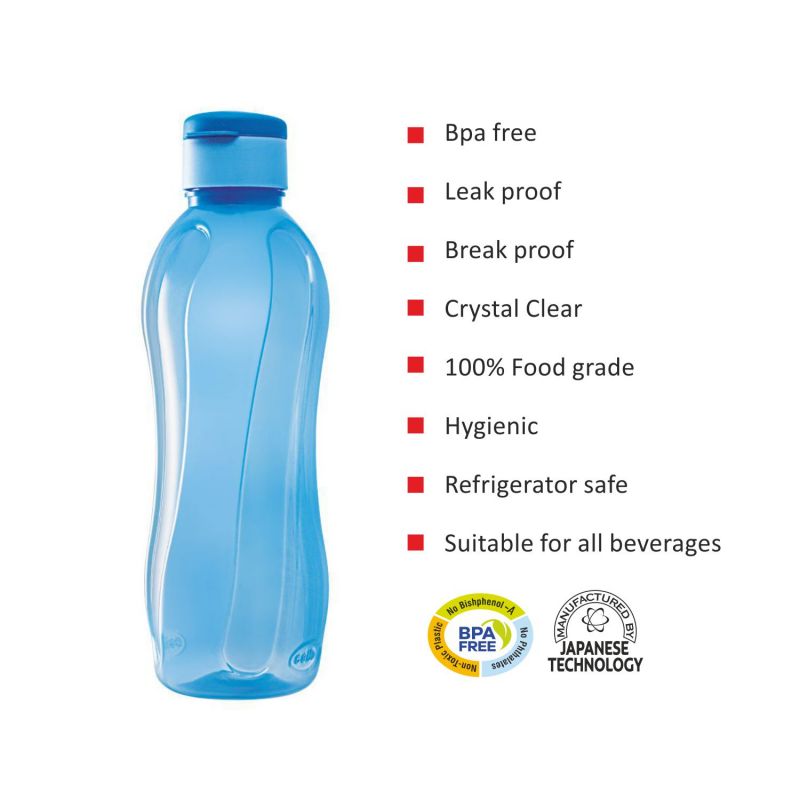 Bpa free
Leak proof
Break proof
Crystal Clear
100% Food grade
Hygienic
Refrigerator safe
Suitable for all beverages
No Bishphenol -A
BPA
FREE
No Phthalates
Non-Toxic Plastic
MANUFACTURED BY
JAPANESE
TECHNOLOGY
cello